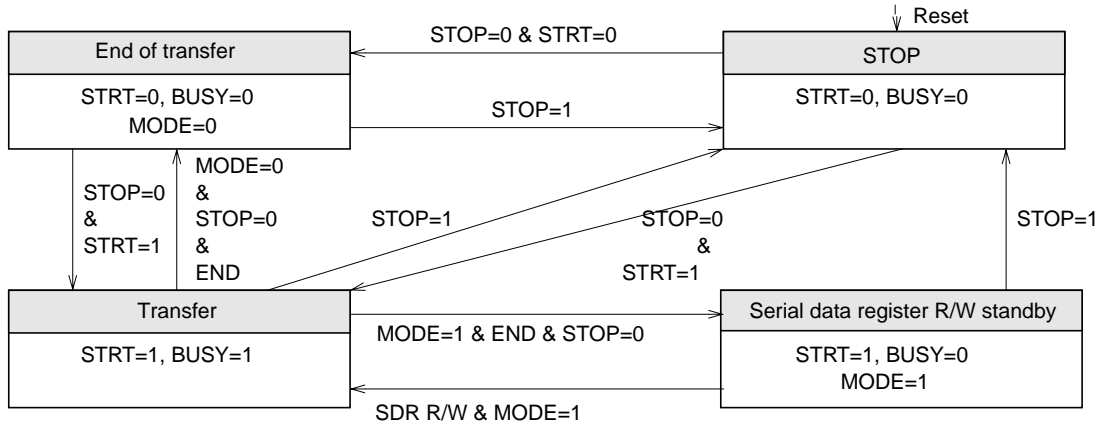 Reset
End of transfer
STOP=0 & STRT=0
STOP
STRT=0, BUSY=0
MODE=0
STOP=1
STRT=0, BUSY=0
STOP=0
&
STRT=1
MODE=0
&
STOP=0
&
END
STOP=1
STOP=0
&
STRT=1
STOP=1
Transfer
STRT=1, BUSY=1
MODE=1 & END & STOP=0
Serial data register R/W standby
STRT=1, BUSY=0
MODE=1
SDR R/W & MODE=1